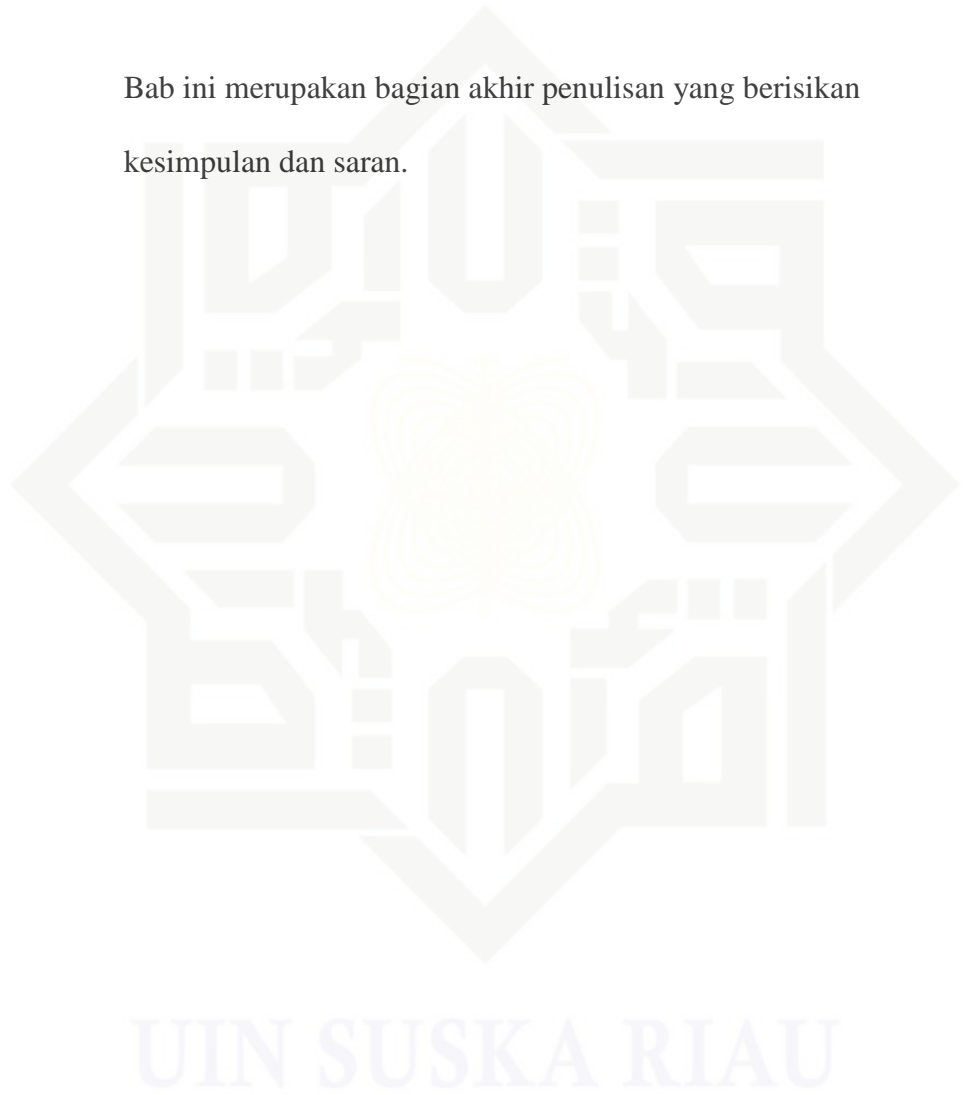 Bab ini merupakan bagian akhir penulisan yang berisikan
kesimpulan dan saran.
UIN SUSKA RIAU